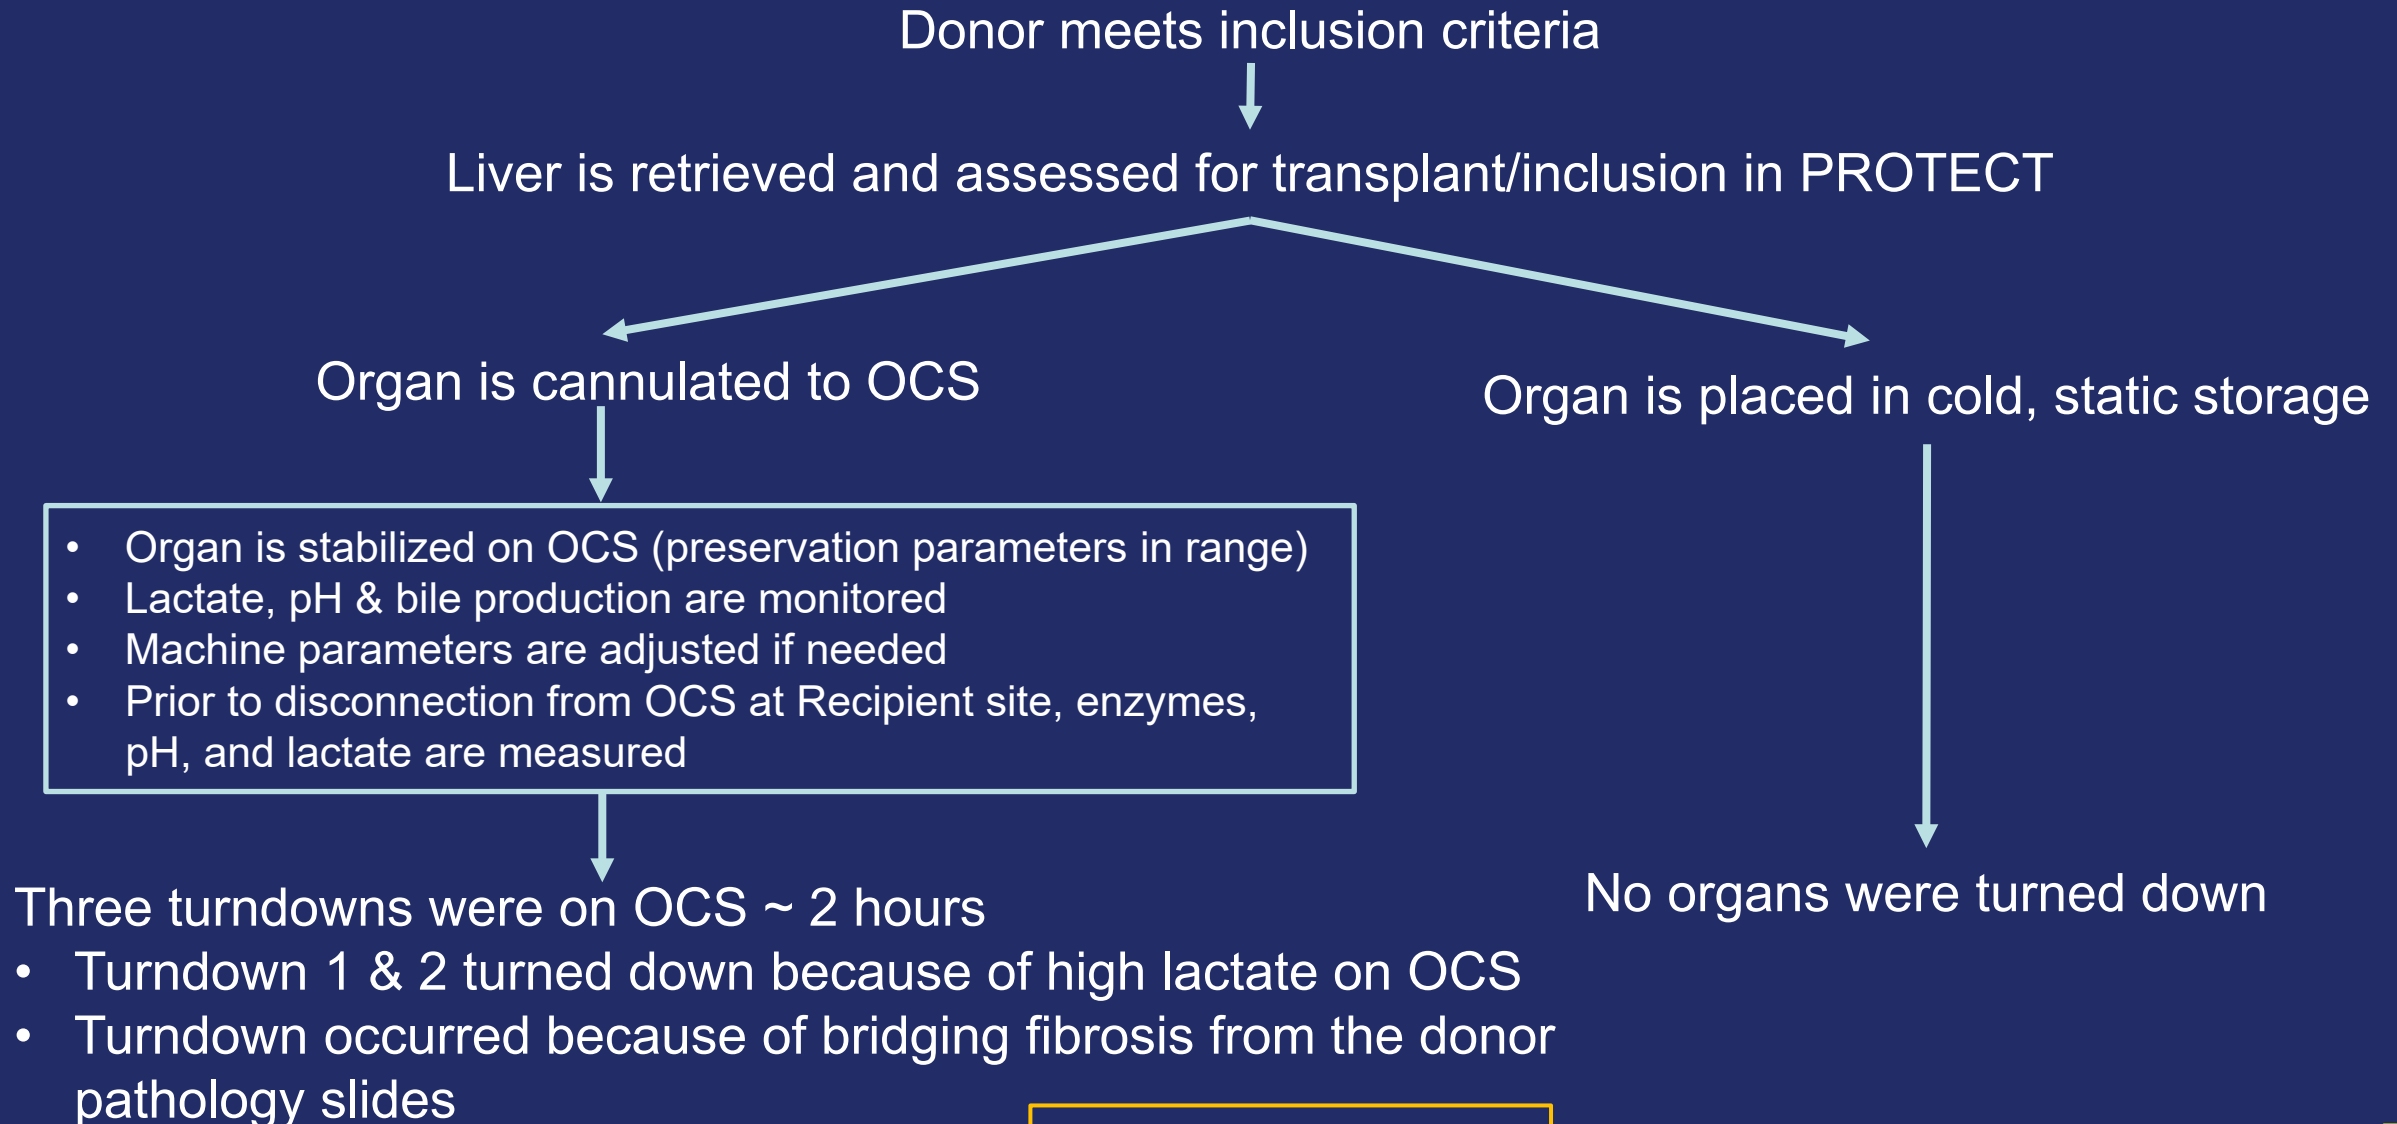 Donor meets inclusion criteria
Liver is retrieved and assessed for transplant/inclusion in PROTECT
Organ is cannulated to OCS
Organ is placed in cold, static storage
• Organ is stabilized on OCS (preservation parameters in range)
• Lactate, pH & bile production are monitored
• Machine parameters are adjusted if needed
• Prior to disconnection from OCS at Recipient site, enzymes,
pH, and lactate are measured
Three turndowns were on OCS ~ 2 hours
• Turndown 1 & 2 turned down because of high lactate on OCS
• Turndown occurred because of bridging fibrosis from the donor
pathology slides
No organs were turned down